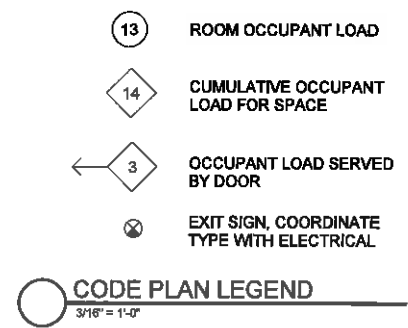 13 ROOM OCCUPANT LOAD
14 CUMULATIVE OCCUPANT
LOAD FOR SPACE
3 OCCUPANT LOAD SERVED
BY DOOR
EXIT SIGN, COORDINATE
TYPE WITH ELECTRICAL
CODE PLAN LEGEND
3/16" = 1'-0"